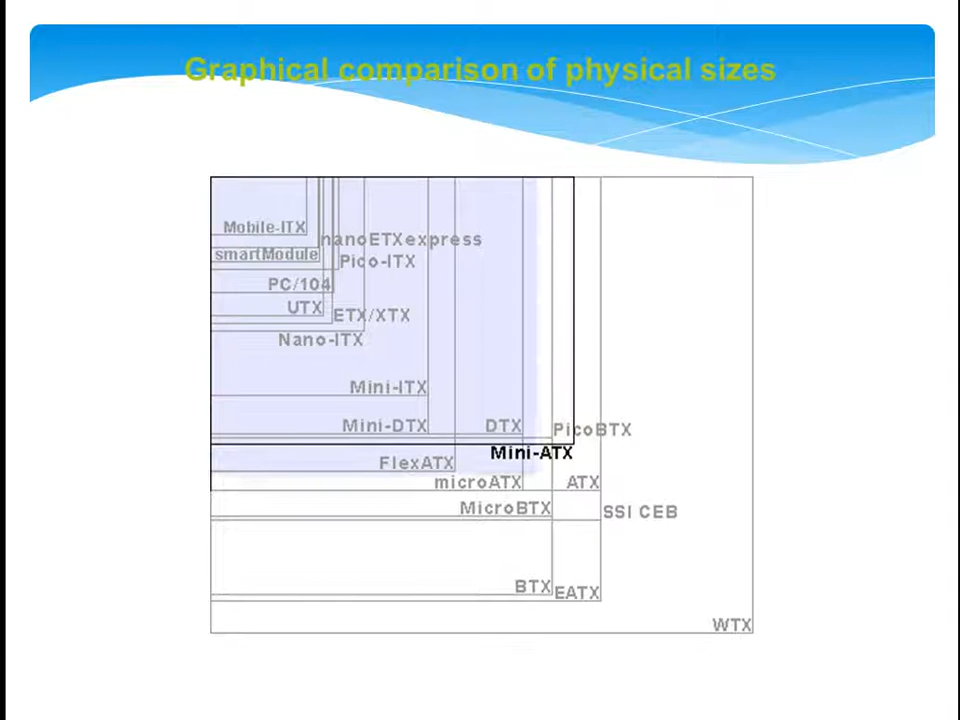 Graphical comparison of physical sizes
Mobile-ITX
nanoETXexpress
smartModule
Pico-ITX
PC/104
UTX
ETX/XTX
Nano-ITX
Mini-ITX
Mini-DTX
DTX
PicoBTX
Mini-ATX
FlexATX
microATX
ATX
MicroBTX
SSI CEB
BTX
EATX
WTX